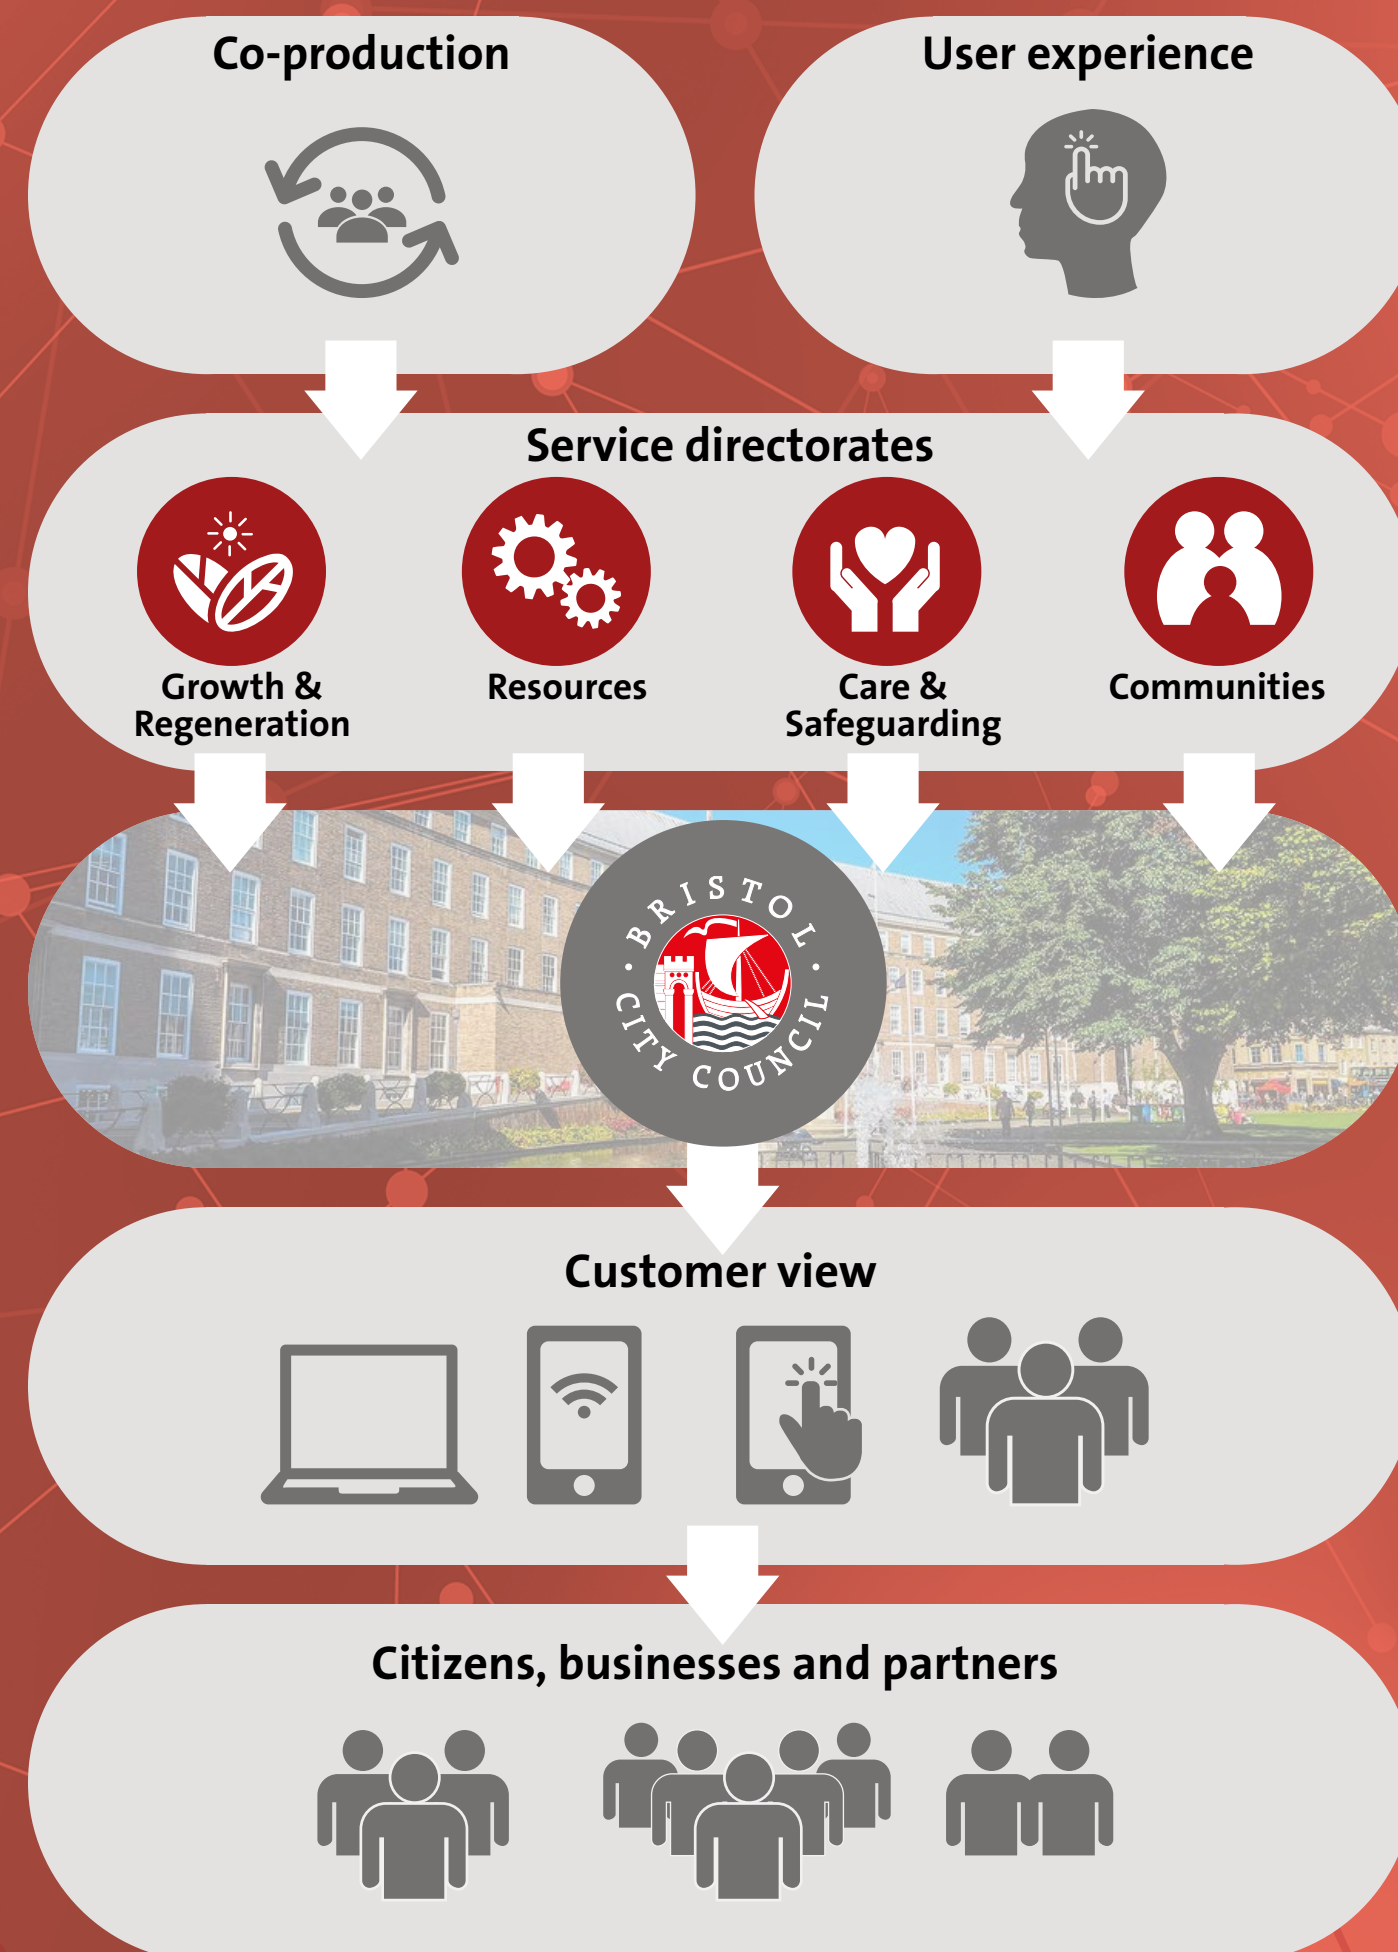 Co-production
User experience
Service directorates
Growth &
Regeneration
Resources
Care &
Safeguarding
Communities
· BRISTOL ·
CITY COUNCIL
Customer view
Citizens, businesses and partners